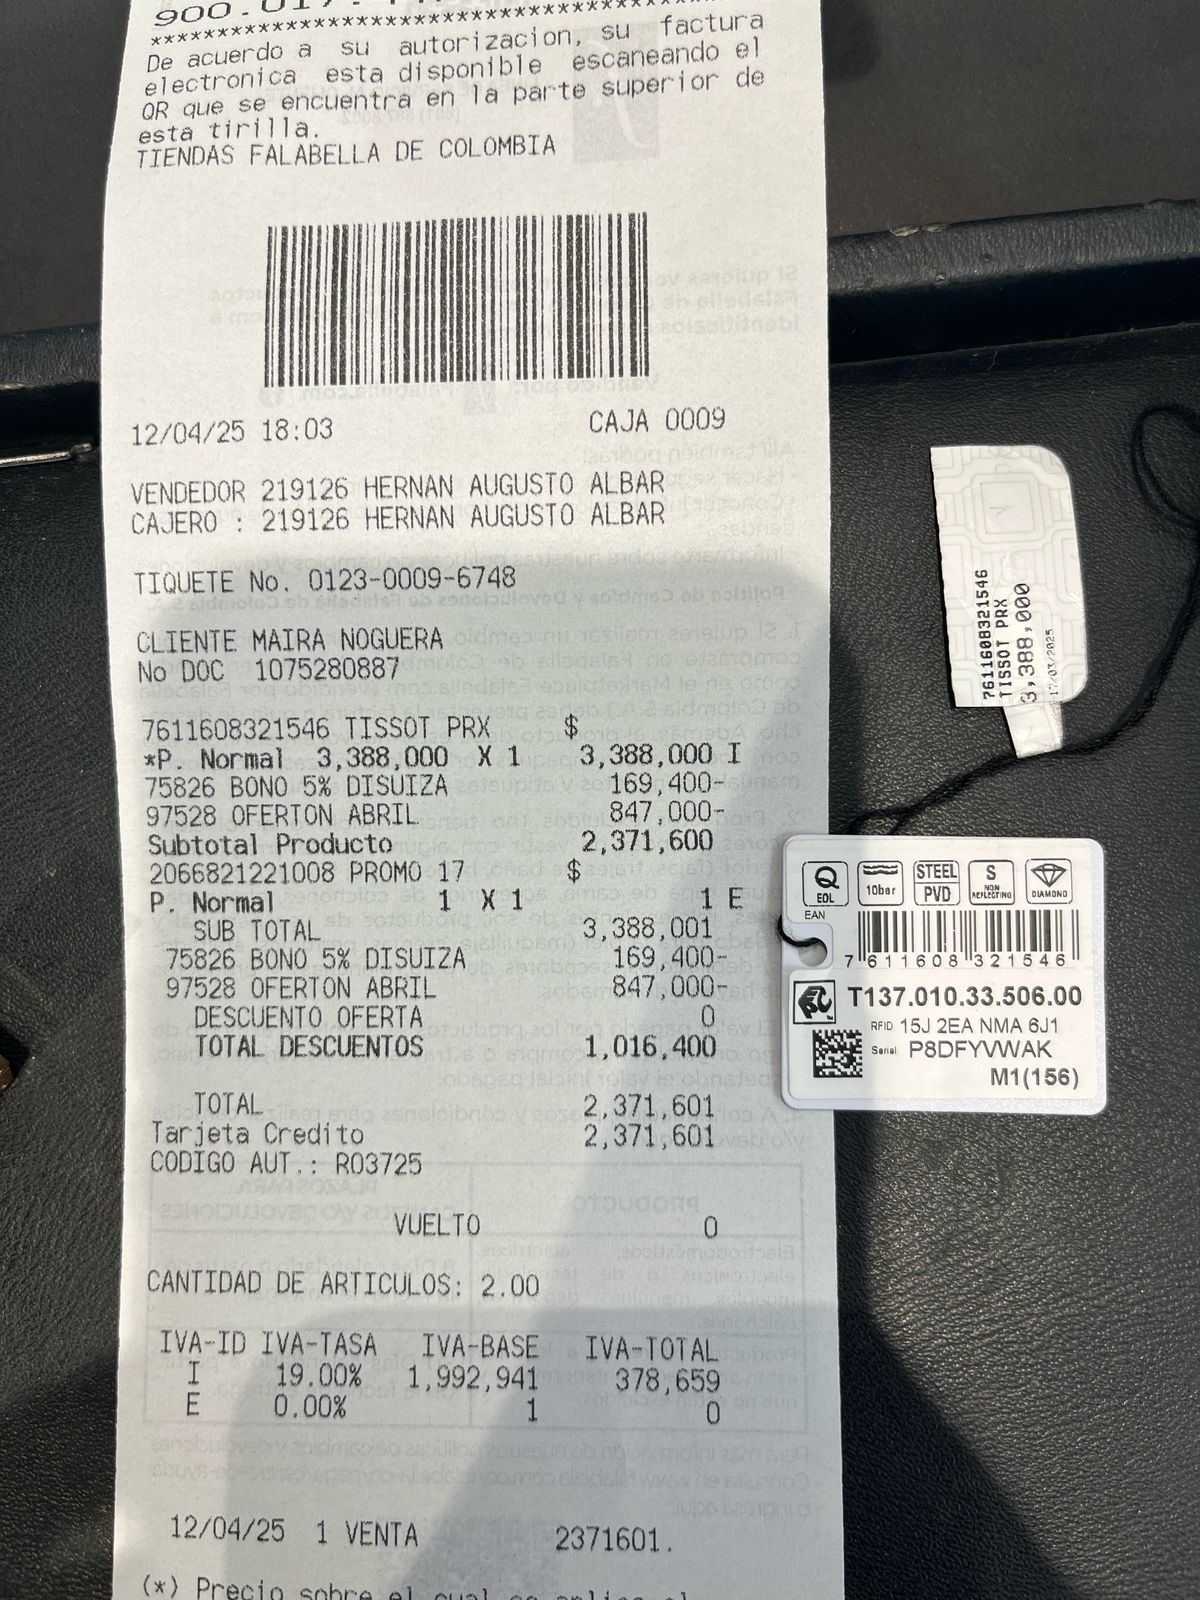 De acuerdo a su autorizacion, su factura
electronica esta disponible escaneando el
QR que se encuentra en la parte superior de
esta tirilla.
TIENDAS FALABELLA DE COLOMBIA
12/04/25 18:03 CAJA 0009
VENDEDOR 219126 HERNAN AUGUSTO ALBAR
CAJERO : 219126 HERNAN AUGUSTO ALBAR
TIQUETE No. 0123-0009-6748
CLIENTE MAIRA NOGUERA
No DOC 1075280887
7611608321546 TISSOT PRX $
*P. Normal 3,388,000 X 1 3,388,000 I
75826 BONO 5% DISUIZA 169,400-
97528 OFERTON ABRIL 847,000-
Subtotal Producto 2,371,600
2066821221008 PROMO 17 $
P. Normal 1 X 1 1 E
SUB TOTAL 3,388,001
75826 BONO 5% DISUIZA 169,400-
97528 OFERTON ABRIL 847,000-
DESCUENTO OFERTA 0
TOTAL DESCUENTOS 1,016,400
TOTAL 2,371,601
Tarjeta Credito 2,371,601
CODIGO AUT.: R03725
VUELTO 0
CANTIDAD DE ARTICULOS: 2.00
IVA-ID IVA-TASA IVA-BASE IVA-TOTAL
I 19.00% 1,992,941 378,659
E 0.00% 1 0
12/04/25 1 VENTA 2371601.
(*) Precio sobre el cual se aplica el
7611608321546
TISSOT PRX
3,388,000
17/03/2025
Q EOL
10bar
STEEL PVD
S NON REFLECTING
DIAMOND
EAN
7 611608 321546
T137.010.33.506.00
RFID 15J 2EA NMA 6J1
Serial P8DFYVWAK
M1(156)